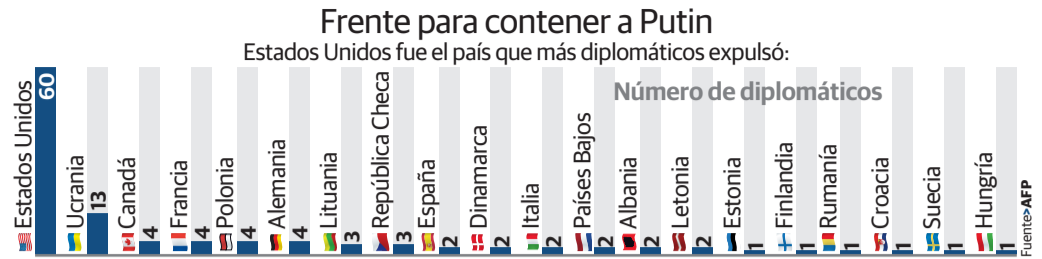 Frente para contener a Putin
Estados Unidos fue el país que más diplomáticos expulsó:
Número de diplomáticos
Estados Unidos
60
Ucrania
13
Canadá
4
Francia
4
Polonia
4
Alemania
4
Lituania
3
República Checa
3
España
2
Dinamarca
2
Italia
2
Países Bajos
2
Albania
2
Letonia
2
Estonia
1
Finlandia
1
Rumanía
1
Croacia
1
Suecia
1
Hungría
1
Fuente>AFP